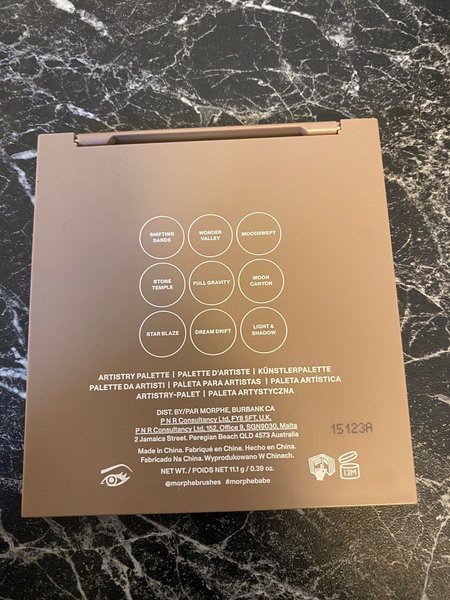 SHIFTING SANDS
WONDER VALLEY
MOODSWEPT
STONE TEMPLE
FULL GRAVITY
MOON CANYON
STAR BLAZE
DREAM DRIFT
LIGHT & SHADOW
ARTISTRY PALETTE | PALETTE D'ARTISTE | KÜNSTLERPALETTE
PALETTE DA ARTISTI | PALETA PARA ARTISTAS | PALETA ARTÍSTICA
ARTISTRY-PALET | PALETA ARTYSTYCZNA
DIST. BY/PAR MORPHE, BURBANK CA
P N R Consultancy Ltd, FY8 5FT. U.K.
P N R Consultancy Ltd, 152, Office 9, SGN9030, Malta
2 Jamaica Street. Peregian Beach QLD 4573 Australia
15123A
Made in China. Fabriqué en Chine. Hecho en China.
Fabricado Na China. Wyprodukowano W Chinach.
NET WT. / POIDS NET 11.1 g / 0.39 oz.
12M
@morphebrushes #morphebabe